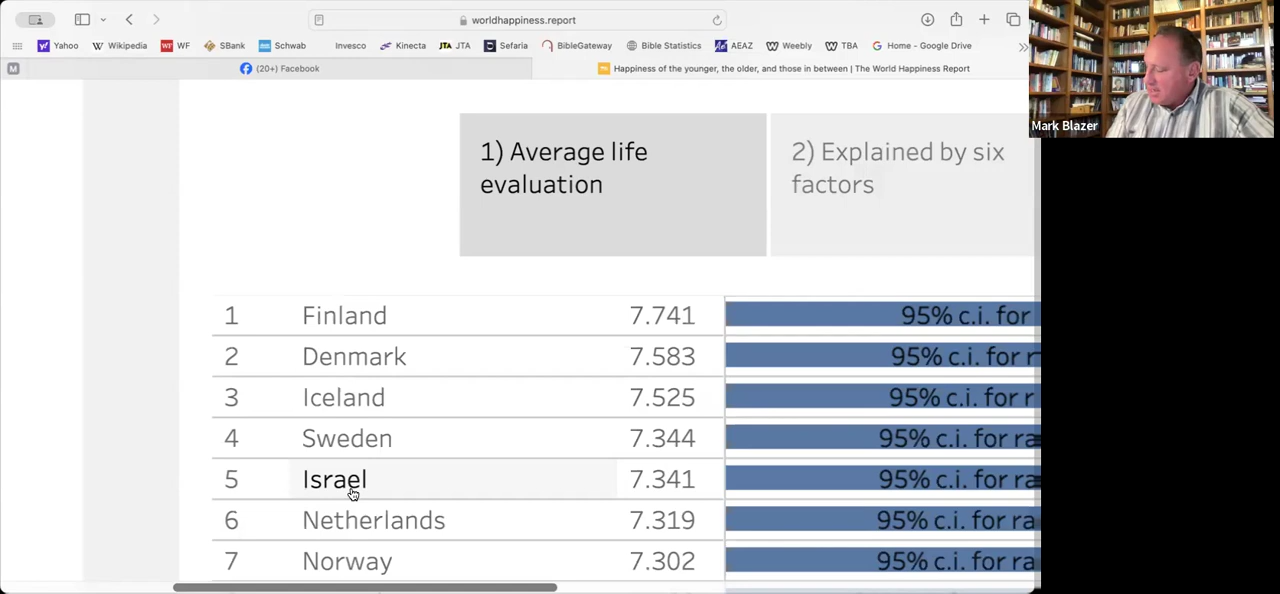 worldhappiness.report
Yahoo Wikipedia WF SBank Schwab Invesco Kinecta JTA Sefaria BibleGateway Bible Statistics AEAZ Weebly TBA Home - Google Drive
M (20+) Facebook Happiness of the younger, the older, and those in between | The World Happiness Report
Mark Blazer
1) Average life
evaluation
2) Explained by six
factors
1 Finland 7.741 95% c.i. for
2 Denmark 7.583 95% c.i. for r
3 Iceland 7.525 95% c.i. for r
4 Sweden 7.344 95% c.i. for ra
5 Israel 7.341 95% c.i. for ra
6 Netherlands 7.319 95% c.i. for ra
7 Norway 7.302 95% c.i. for ra